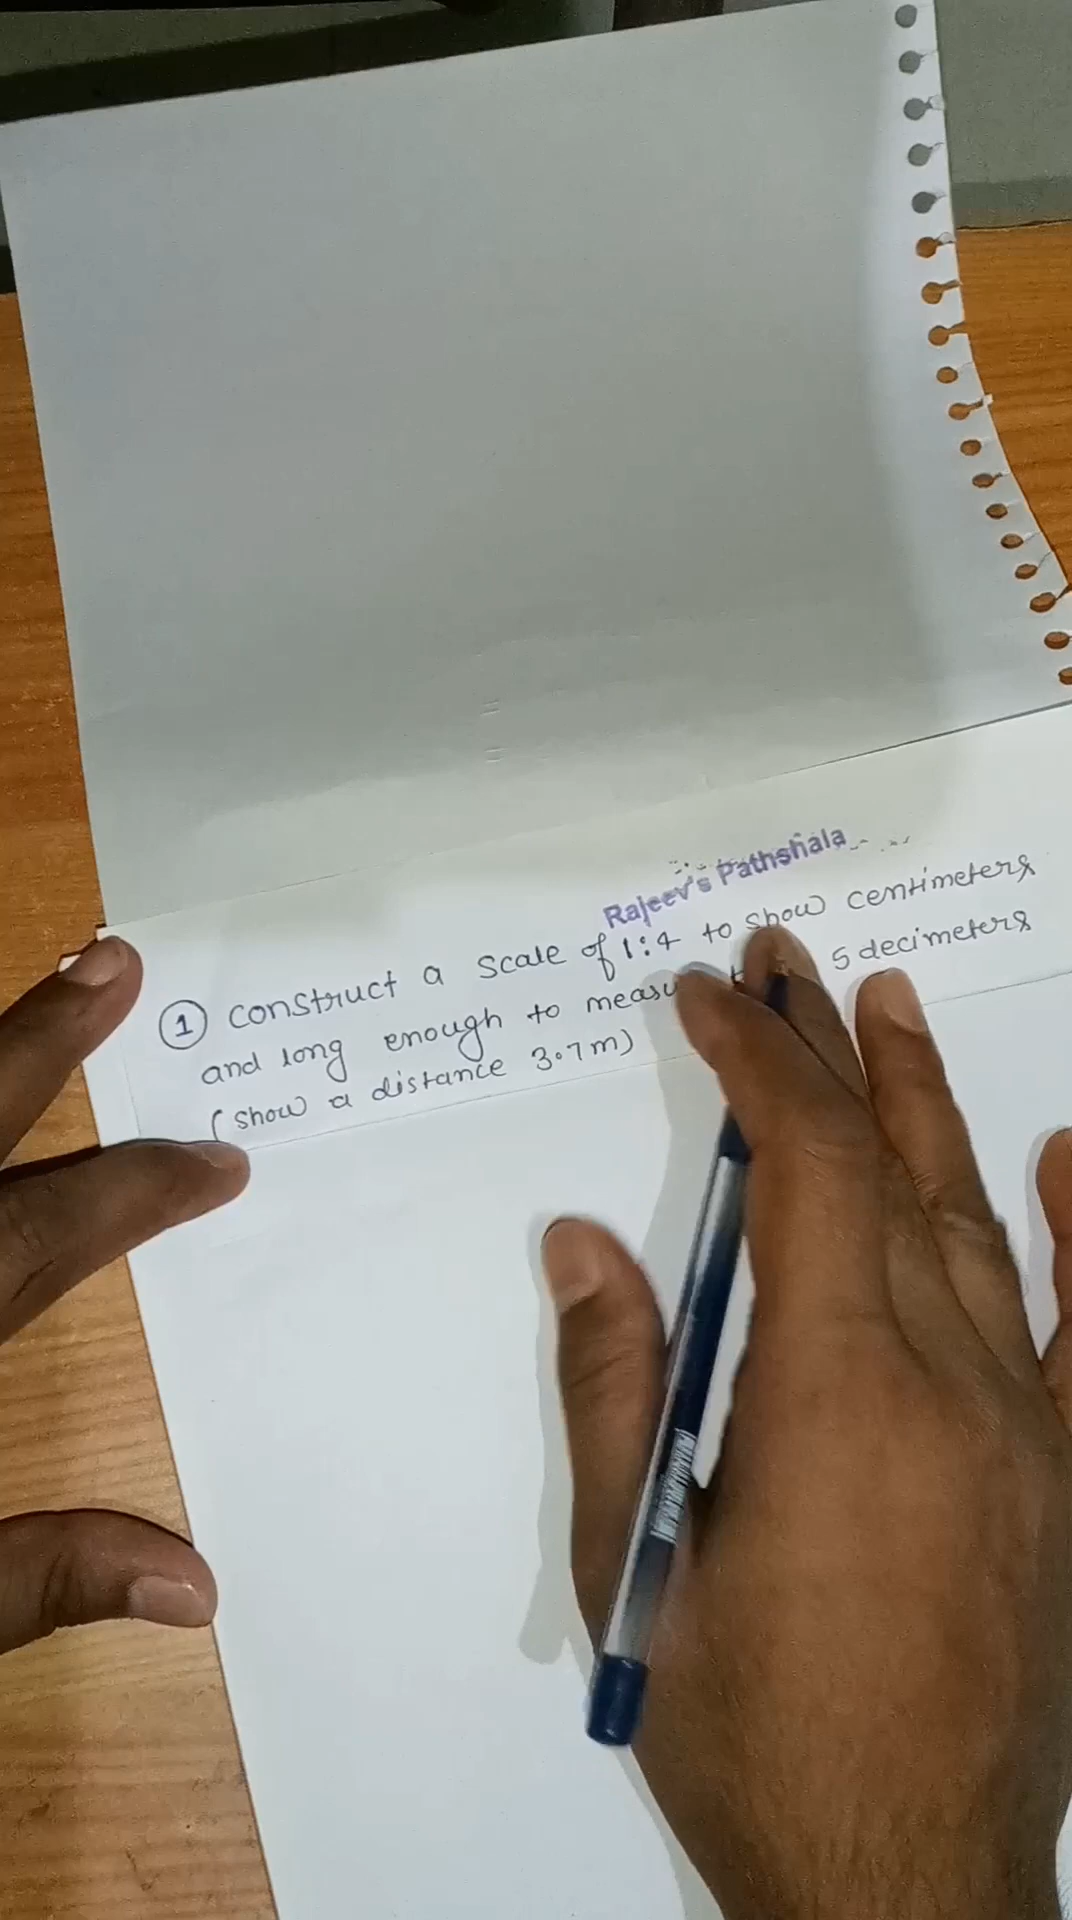 Rajeev's Pathshala
① construct a scale of 1:4 to show centimeters
and long enough to measu 5 decimeters
(show a distance 3.7m)